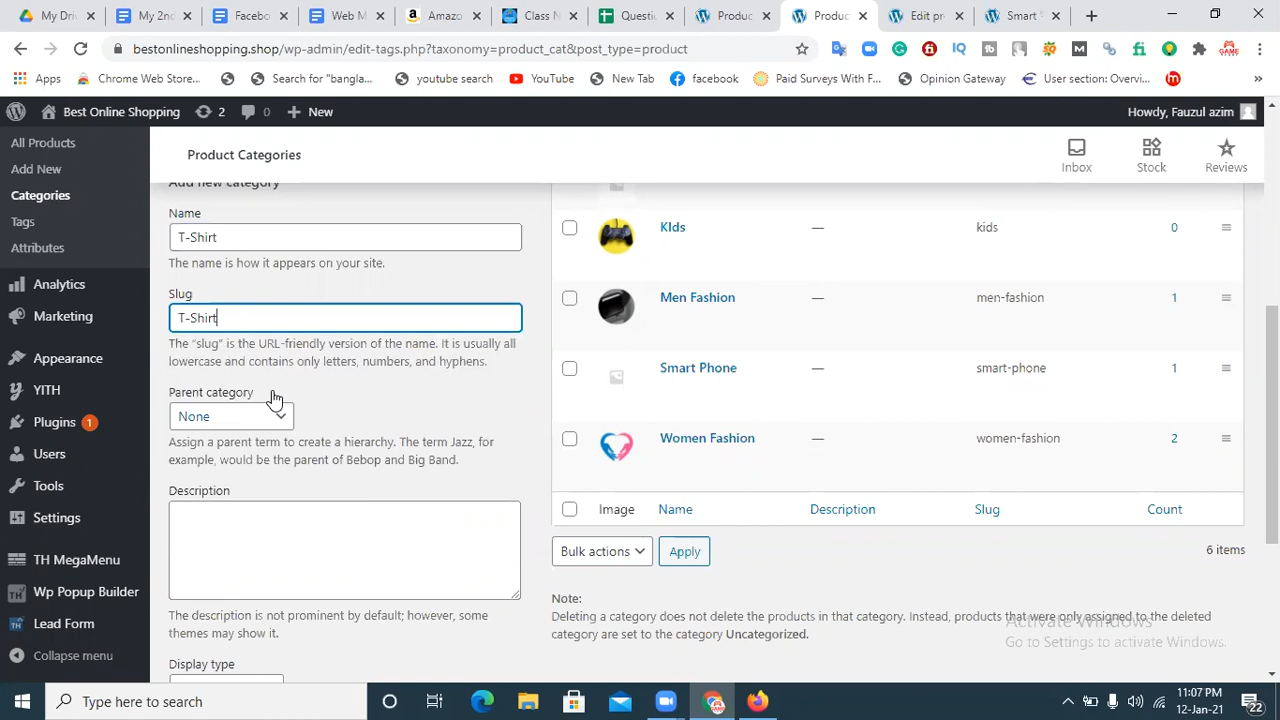 My Dri
My 2nd
Facebo
Web M
Amazo
Class R
Questi
Produc
Produc
Edit p
Smart
bestonlineshopping.shop/wp-admin/edit-tags.php?taxonomy=product_cat&post_type=product
Apps
Chrome Web Store...
Search for "bangla...
youtube search
YouTube
New Tab
facebook
Paid Surveys With F...
Opinion Gateway
User section: Overvi...
Best Online Shopping
2
0
New
Howdy, Fauzul azim
All Products
Add New
Categories
Tags
Attributes
Analytics
Marketing
Appearance
YITH
Plugins 1
Users
Tools
Settings
TH MegaMenu
Wp Popup Builder
Lead Form
Collapse menu
Product Categories
Inbox
Stock
Reviews
Add new category
Name
T-Shirt
The name is how it appears on your site.
Slug
T-Shirt
The “slug” is the URL-friendly version of the name. It is usually all
lowercase and contains only letters, numbers, and hyphens.
Parent category
None
Assign a parent term to create a hierarchy. The term Jazz, for
example, would be the parent of Bebop and Big Band.
Description
The description is not prominent by default; however, some
themes may show it.
Display type
KIds — kids 0
Men Fashion — men-fashion 1
Smart Phone — smart-phone 1
Women Fashion — women-fashion 2
Image Name Description Slug Count
Bulk actions
Apply
6 items
Note:
Deleting a category does not delete the products in that category. Instead, products that were only assigned to the deleted
category are set to the category Uncategorized.
Activate Windows
Go to Settings to activate Windows.
Type here to search
11:07 PM
12-Jan-21
22